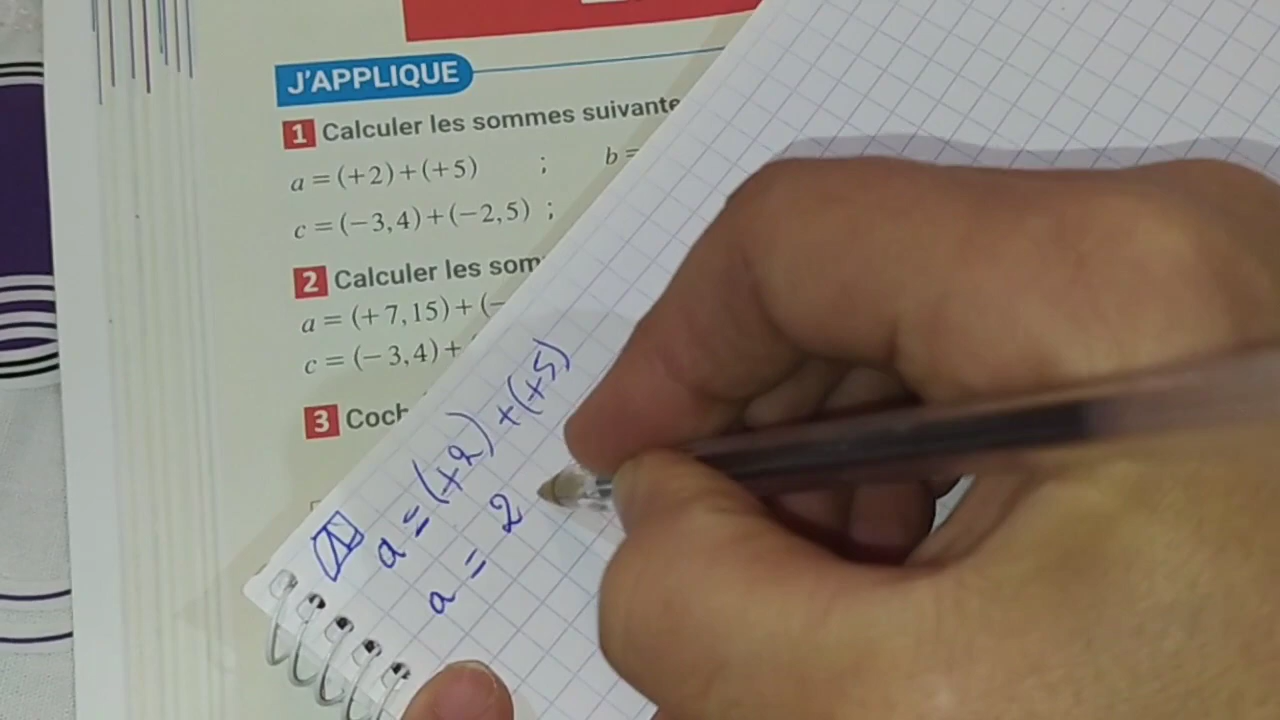 J'APPLIQUE
1 Calculer les sommes suivante
a = (+2)+(+5) ; b =
c = (−3,4)+(−2,5) ;
2 Calculer les som
a = (+7,15)+(−
c = (−3,4)+
3 Coch
1
a = (+2)+(+5)
a = 2